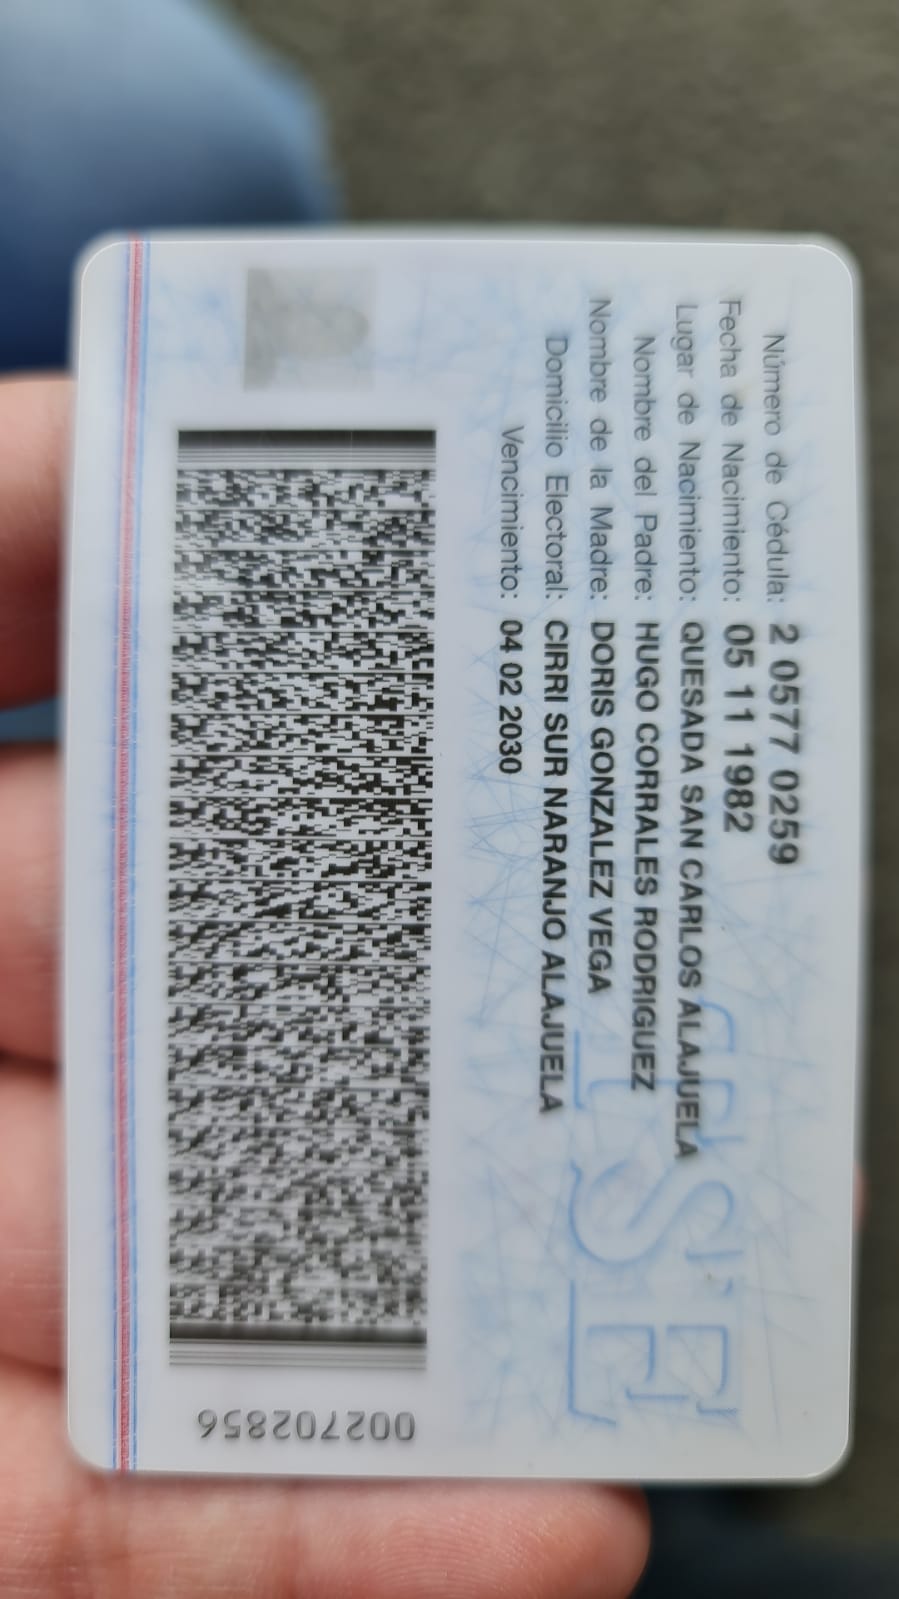 Número de Cédula: 2 0577 0259
Fecha de Nacimiento: 05 11 1982
Lugar de Nacimiento: QUESADA SAN CARLOS ALAJUELA
Nombre del Padre: HUGO CORRALES RODRIGUEZ
Nombre de la Madre: DORIS GONZALEZ VEGA
Domicilio Electoral: CIRRI SUR NARANJO ALAJUELA
Vencimiento: 04 02 2030
002702856